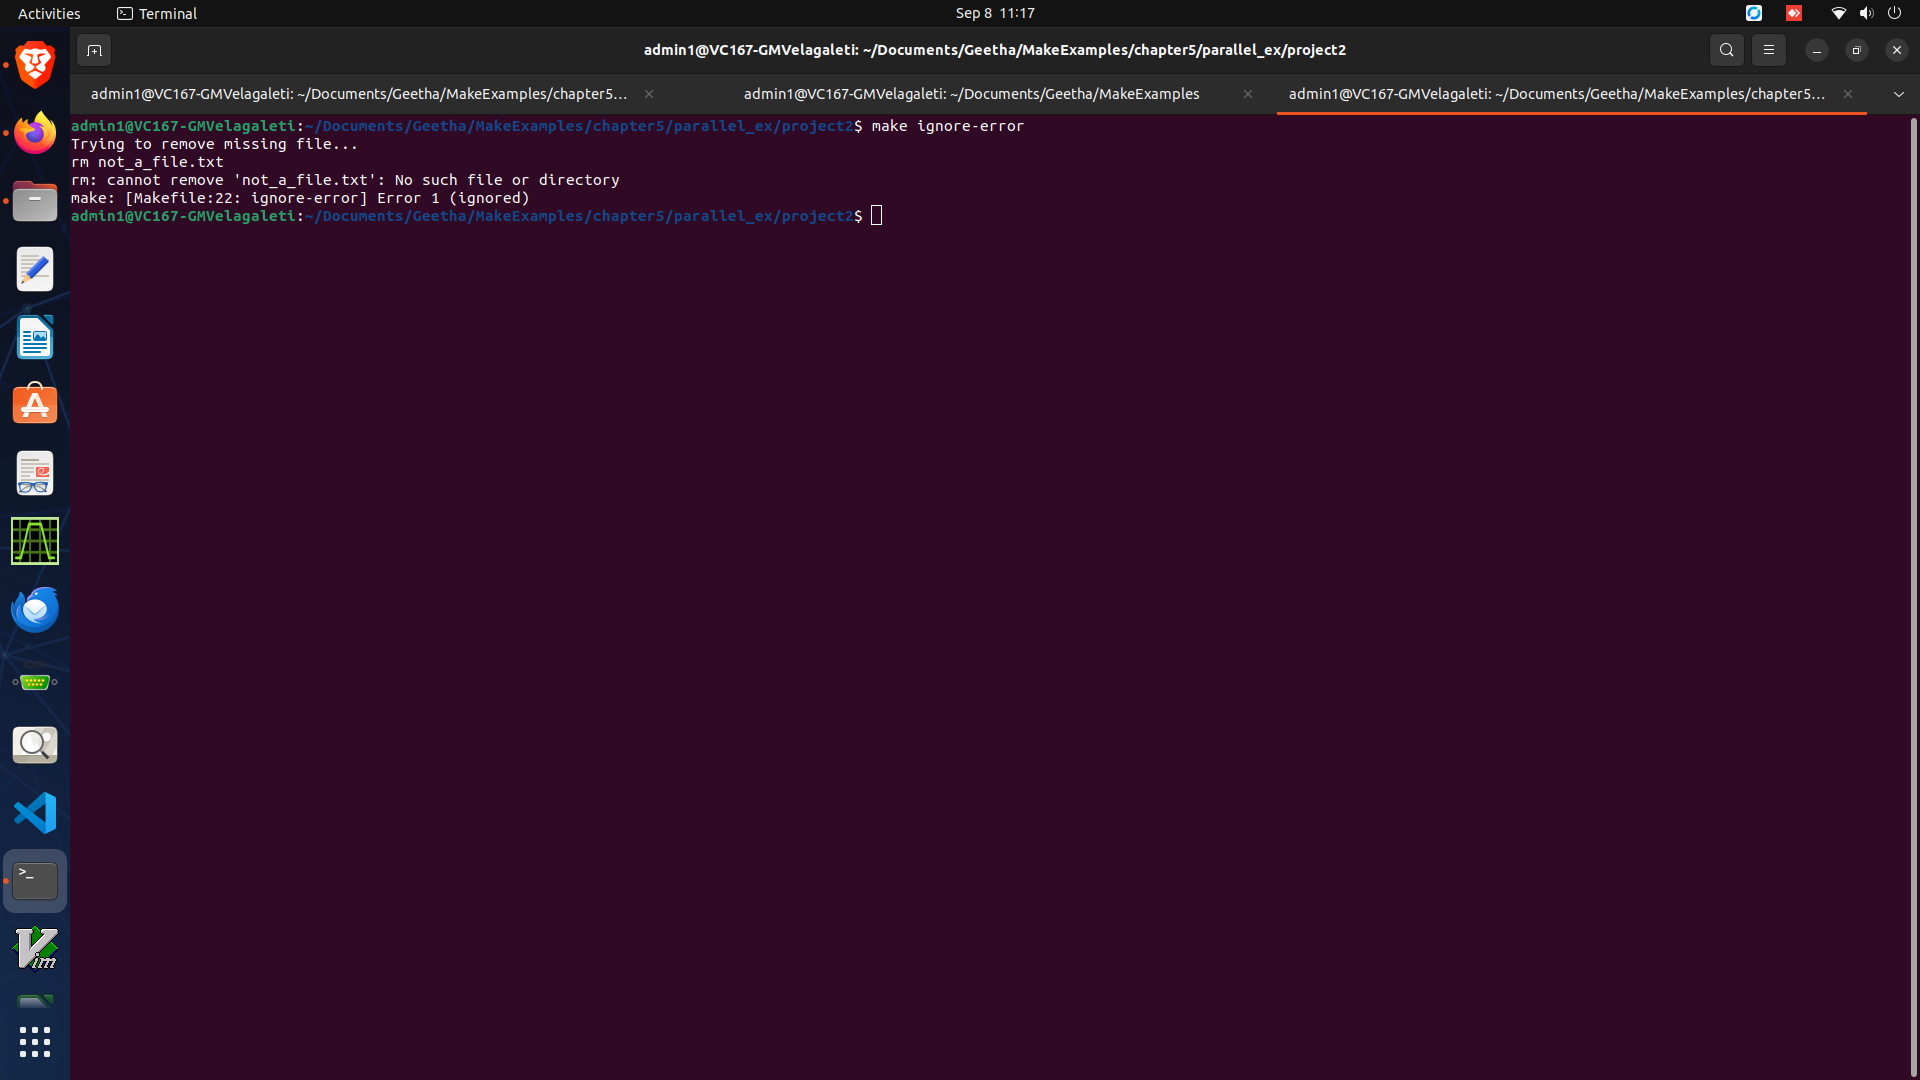 Activities
Terminal
Sep 8 11:17
admin1@VC167-GMVelagaleti: ~/Documents/Geetha/MakeExamples/chapter5/parallel_ex/project2
admin1@VC167-GMVelagaleti: ~/Documents/Geetha/MakeExamples/chapter5...
admin1@VC167-GMVelagaleti: ~/Documents/Geetha/MakeExamples
admin1@VC167-GMVelagaleti: ~/Documents/Geetha/MakeExamples/chapter5...
admin1@VC167-GMVelagaleti:~/Documents/Geetha/MakeExamples/chapter5/parallel_ex/project2$ make ignore-error
Trying to remove missing file...
rm not_a_file.txt
rm: cannot remove 'not_a_file.txt': No such file or directory
make: [Makefile:22: ignore-error] Error 1 (ignored)
admin1@VC167-GMVelagaleti:~/Documents/Geetha/MakeExamples/chapter5/parallel_ex/project2$
>_
Vim